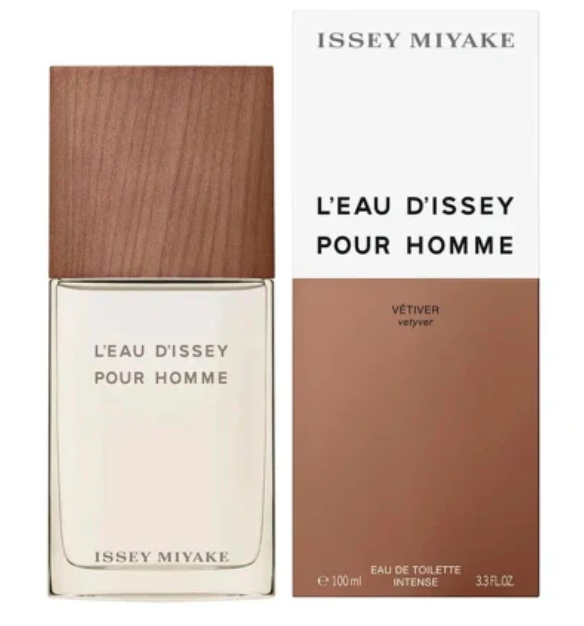 L'EAU D'ISSEY
POUR HOMME
ISSEY MIYAKE
ISSEY MIYAKE
L'EAU D'ISSEY
POUR HOMME
VÉTIVER
vetyver
℮ 100 ml
EAU DE TOILETTE
INTENSE
3.3 FL.OZ.